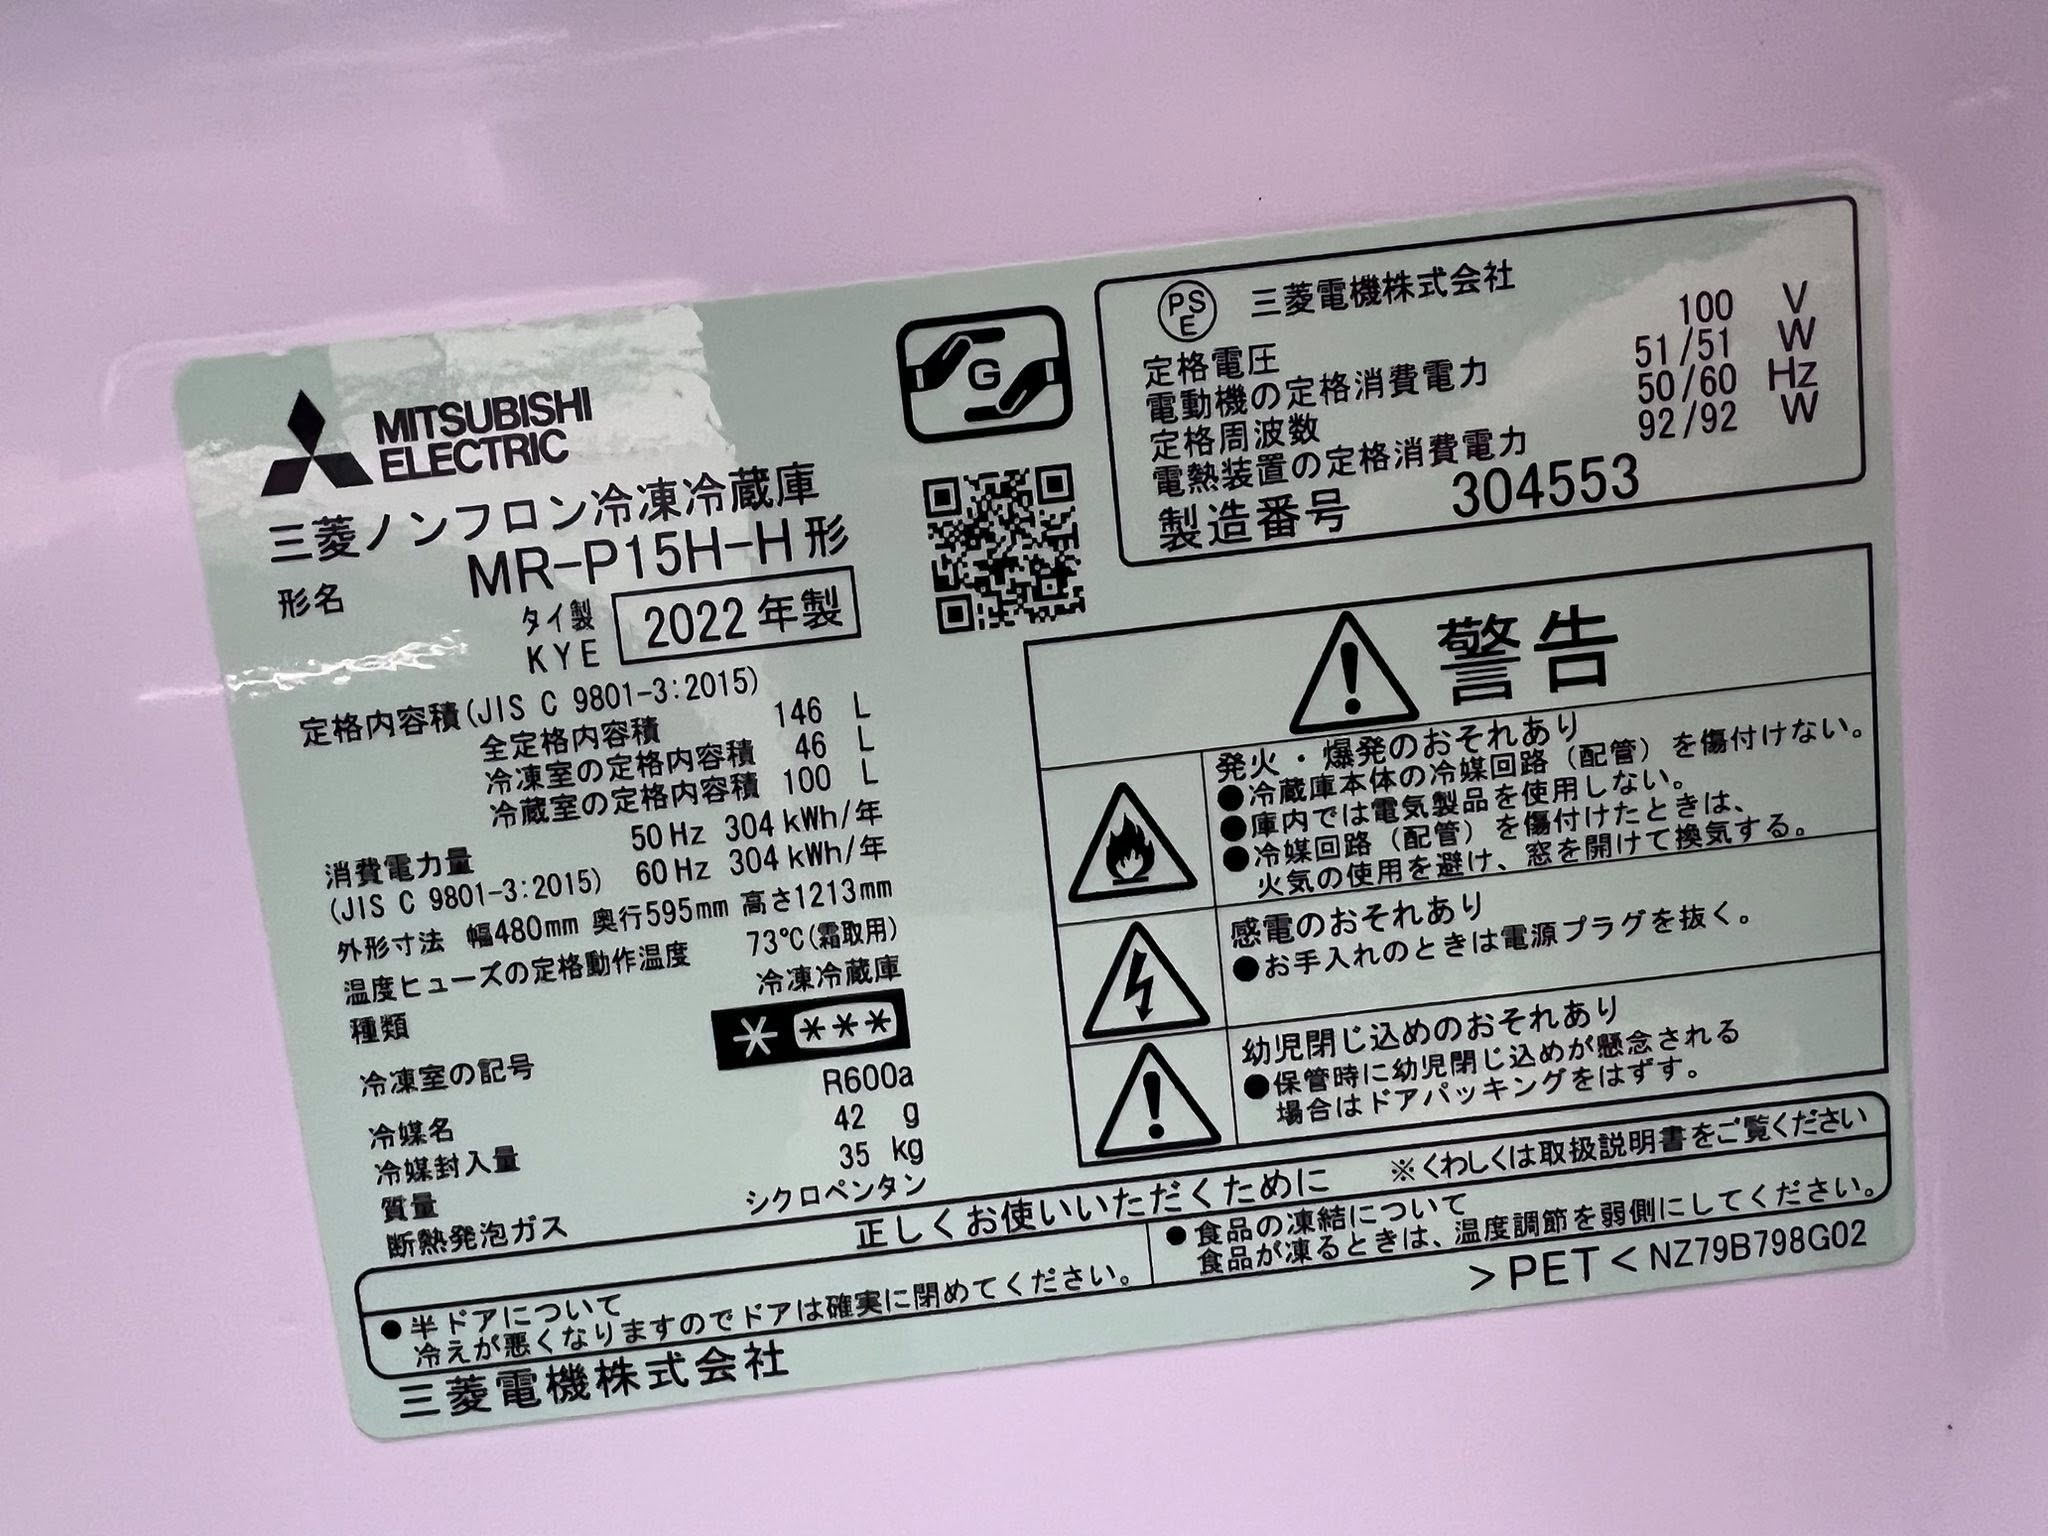 MITSUBISHI
ELECTRIC
三菱ノンフロン冷凍冷蔵庫
形名 MR-P15H-H形
タイ製
KYE
2022年製
定格内容積(JIS C 9801-3:2015)
全定格内容積 146 L
冷凍室の定格内容積 46 L
冷蔵室の定格内容積 100 L
消費電力量 50Hz 304kWh/年
(JIS C 9801-3:2015) 60Hz 304kWh/年
外形寸法 幅480mm 奥行595mm 高さ1213mm
温度ヒューズの定格動作温度 73℃(霜取用)
種類 冷凍冷蔵庫
冷凍室の記号 * ***
冷媒名 R600a
冷媒封入量 42 g
質量 35 kg
断熱発泡ガス シクロペンタン
G
PS
E
三菱電機株式会社
定格電圧 100 V
電動機の定格消費電力 51/51 W
定格周波数 50/60 Hz
電熱装置の定格消費電力 92/92 W
製造番号 304553
警告
発火・爆発のおそれあり
●冷蔵庫本体の冷媒回路(配管)を傷付けない。
●庫内では電気製品を使用しない。
●冷媒回路(配管)を傷付けたときは、
火気の使用を避け、窓を開けて換気する。
感電のおそれあり
●お手入れのときは電源プラグを抜く。
幼児閉じ込めのおそれあり
●保管時に幼児閉じ込めが懸念される
場合はドアパッキングをはずす。
正しくお使いいただくために ※くわしくは取扱説明書をご覧ください
●半ドアについて
冷えが悪くなりますのでドアは確実に閉めてください。
●食品の凍結について
食品が凍るときは、温度調節を弱側にしてください。
三菱電機株式会社
>PET< NZ79B798G02